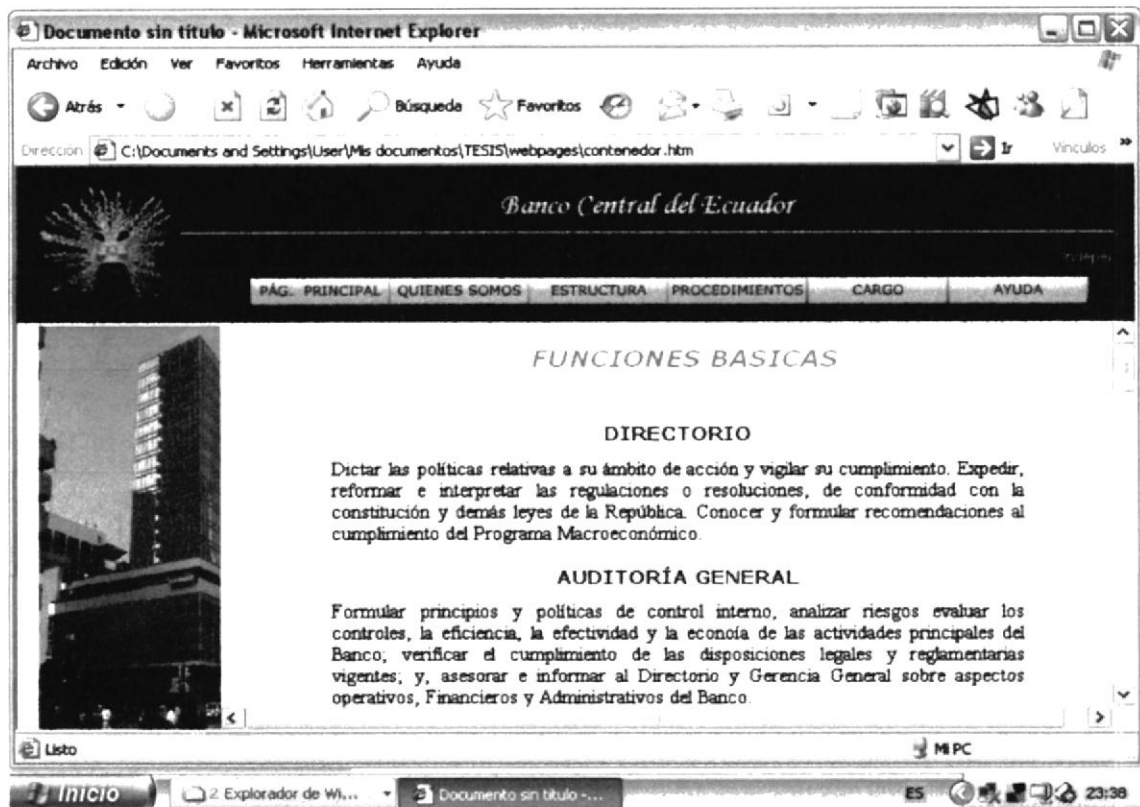 Documento sin título - Microsoft Internet Explorer
Archivo Edición Ver Favoritos Herramientas Ayuda
Atrás Búsqueda Favoritos
Dirección C:\Documents and Settings\User\Mis documentos\TESIS\webpages\contenedor.htm Ir Vínculos »
Banco Central del Ecuador
PÁG. PRINCIPAL QUIENES SOMOS ESTRUCTURA PROCEDIMIENTOS CARGO AYUDA
FUNCIONES BASICAS
DIRECTORIO
Dictar las políticas relativas a su ámbito de acción y vigilar su cumplimiento. Expedir,
reformar e interpretar las regulaciones o resoluciones, de conformidad con la
constitución y demás leyes de la República. Conocer y formular recomendaciones al
cumplimiento del Programa Macroeconómico.
AUDITORÍA GENERAL
Formular principios y políticas de control interno, analizar riesgos evaluar los
controles, la eficiencia, la efectividad y la econoía de las actividades principales del
Banco; verificar el cumplimiento de las disposiciones legales y reglamentarias
vigentes; y, asesorar e informar al Directorio y Gerencia General sobre aspectos
operativos, Financieros y Administrativos del Banco.
Listo Mi PC
Inicio 2 Explorador de Wi... Documento sin título -... ES 23:38